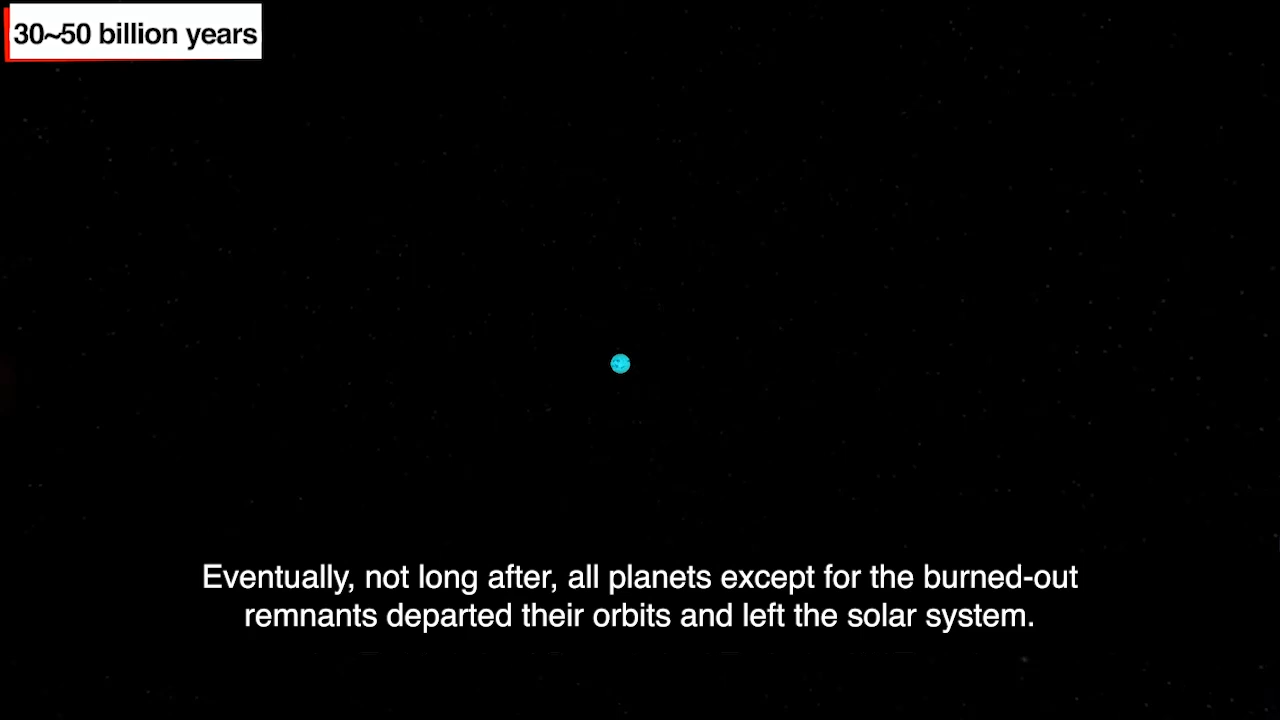 30~50 billion years
Eventually, not long after, all planets except for the burned-out
remnants departed their orbits and left the solar system.